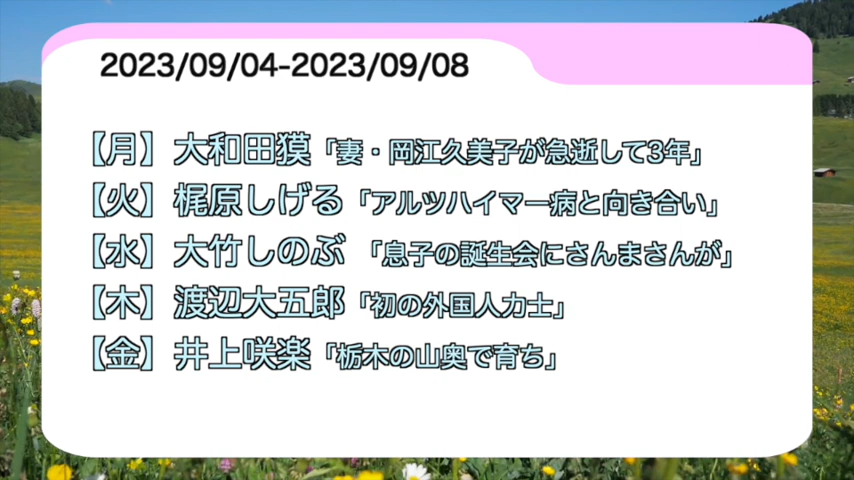 2023/09/04-2023/09/08
【月】大和田獏「妻・岡江久美子が急逝して3年」
【火】梶原しげる「アルツハイマー病と向き合い」
【水】大竹しのぶ「息子の誕生会にさんまさんが」
【木】渡辺大五郎「初の外国人力士」
【金】井上咲楽「栃木の山奥で育ち」